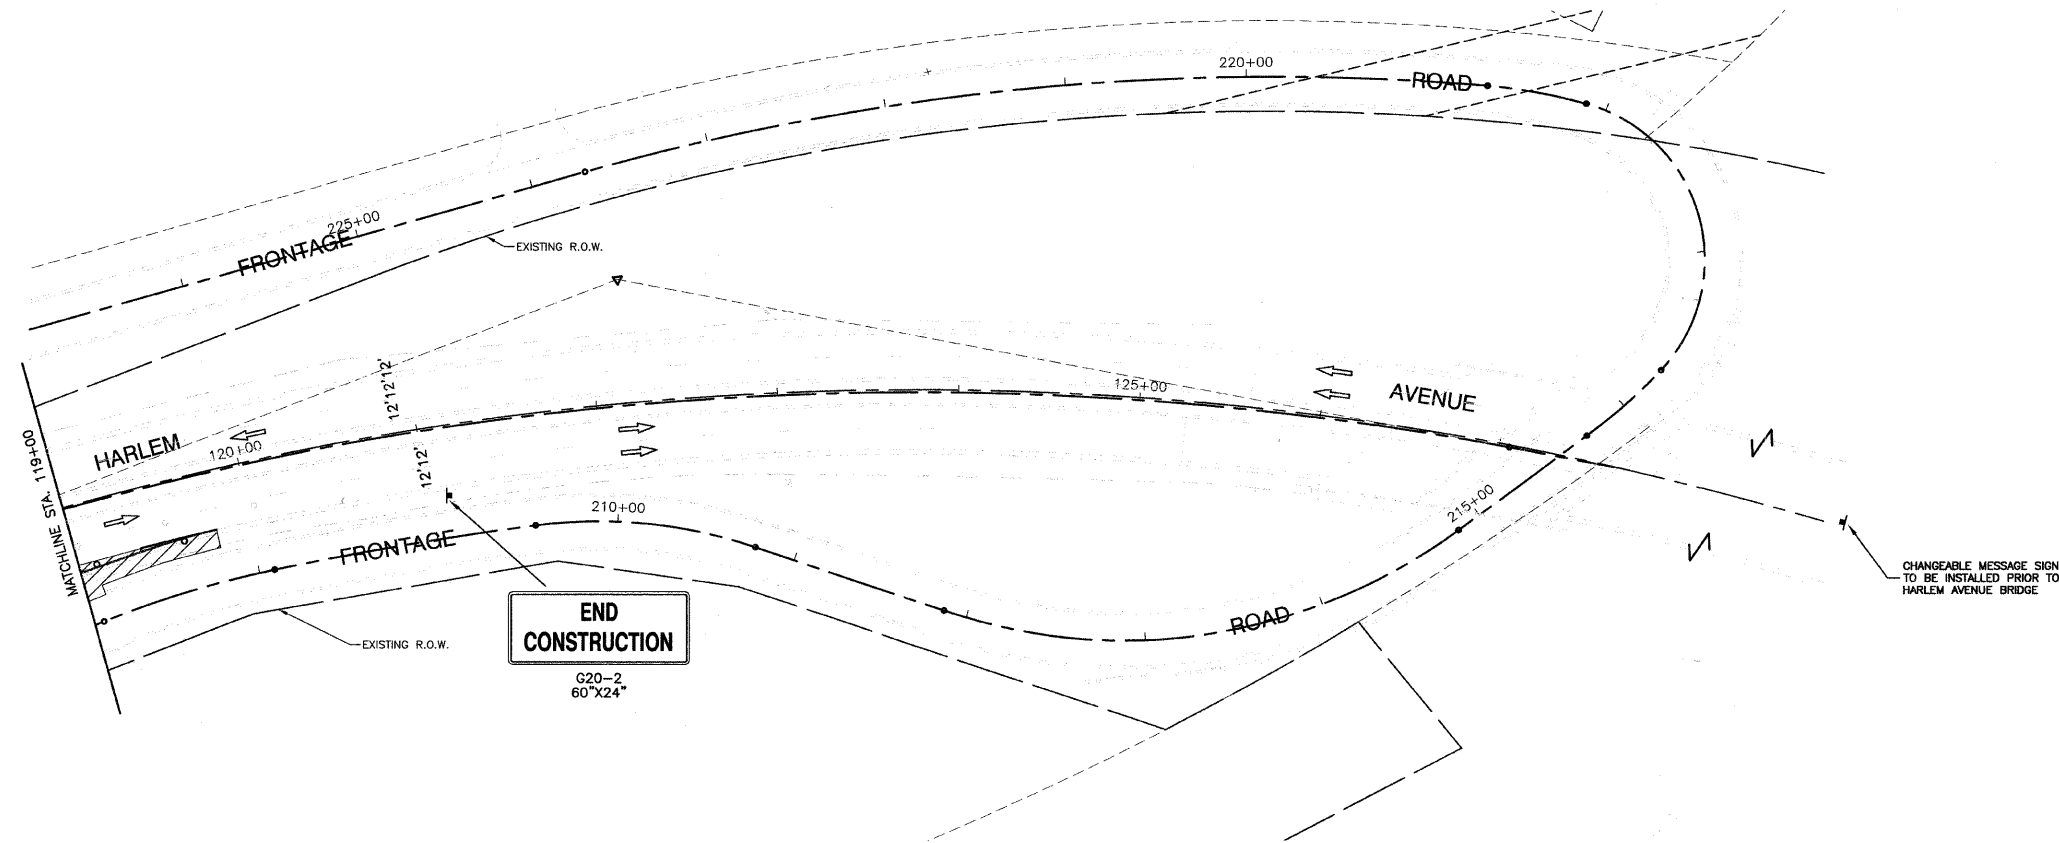 220+00
ROAD
225+00
FRONTAGE
EXISTING R.O.W.
12'12'12'
125+00
AVENUE
HARLEM
120+00
MATCHLINE STA. 119+00
12'12'
210+00
215+00
FRONTAGE
CHANGEABLE MESSAGE SIGN
TO BE INSTALLED PRIOR TO
HARLEM AVENUE BRIDGE
END
CONSTRUCTION
ROAD
EXISTING R.O.W.
G20-2
60"X24"